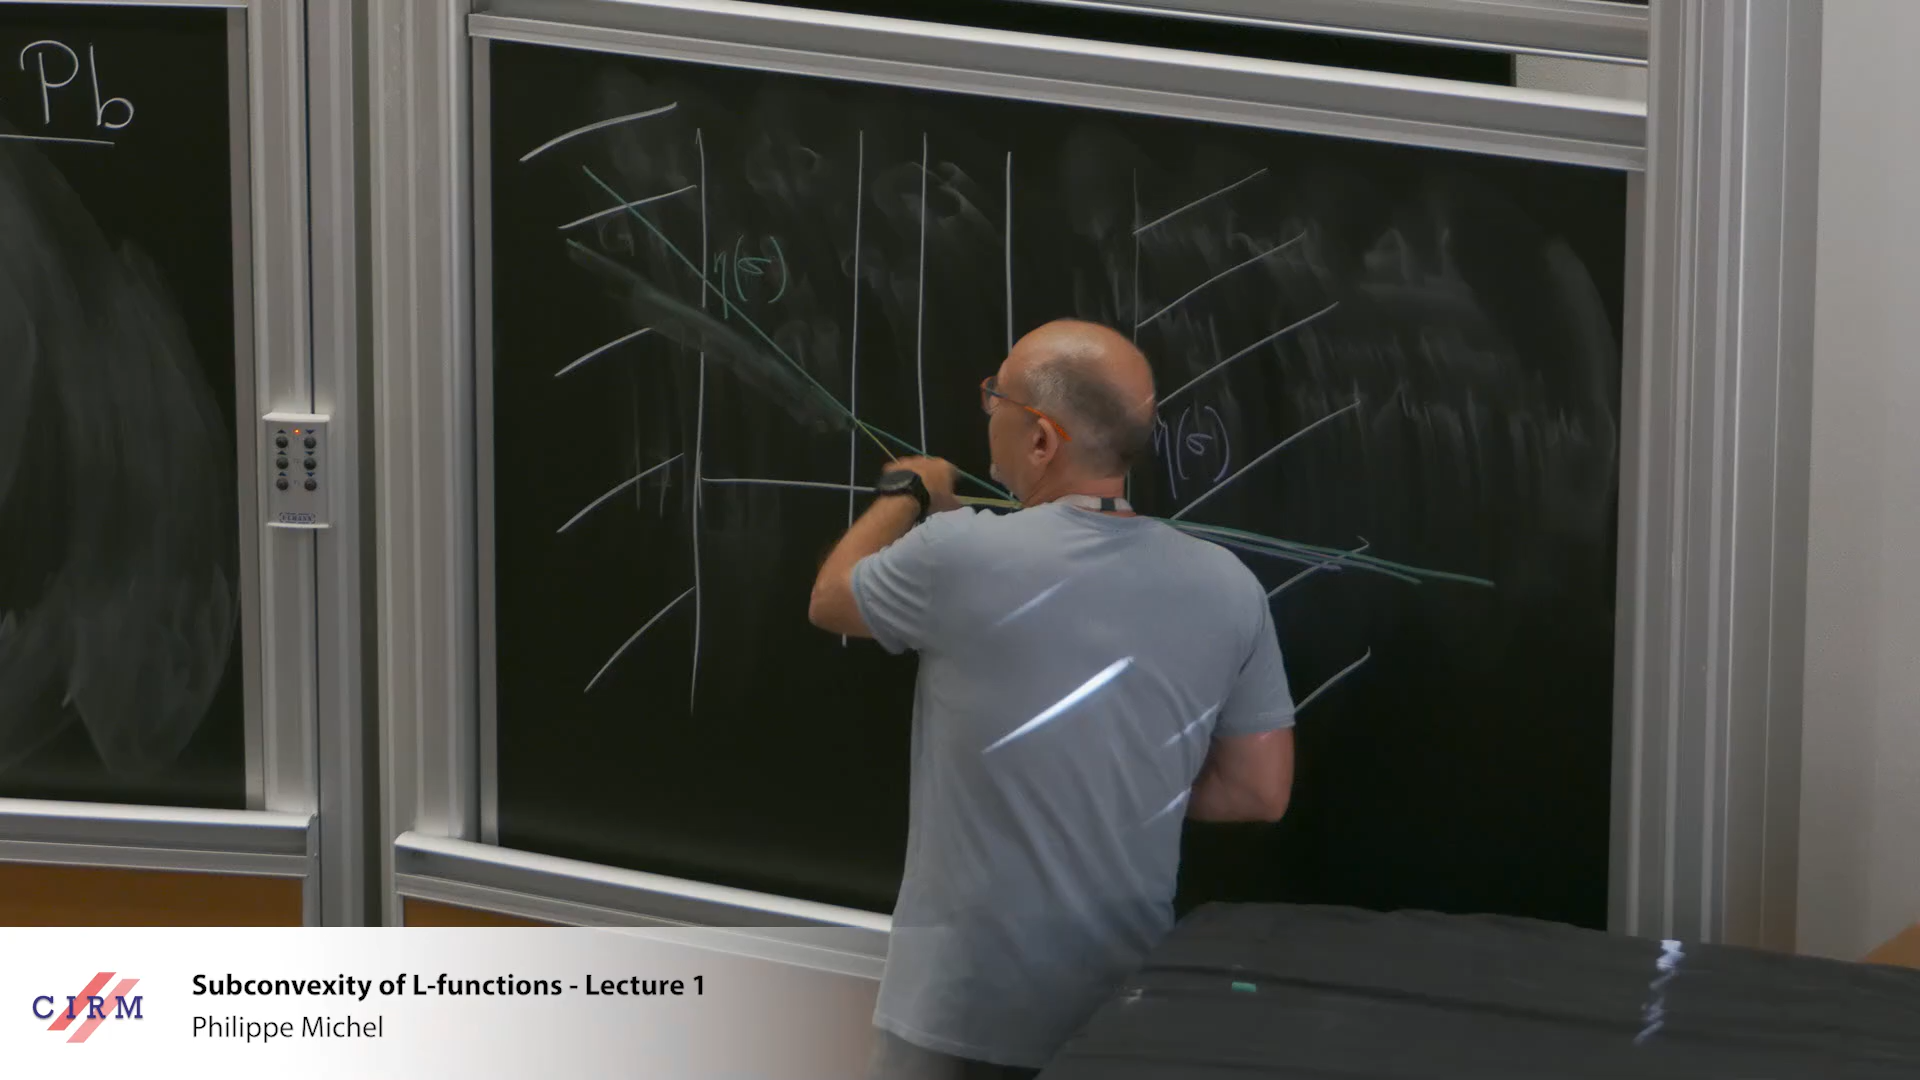 Pb
η(σ)
η(σ)
CIRM
Subconvexity of L-functions - Lecture 1
Philippe Michel